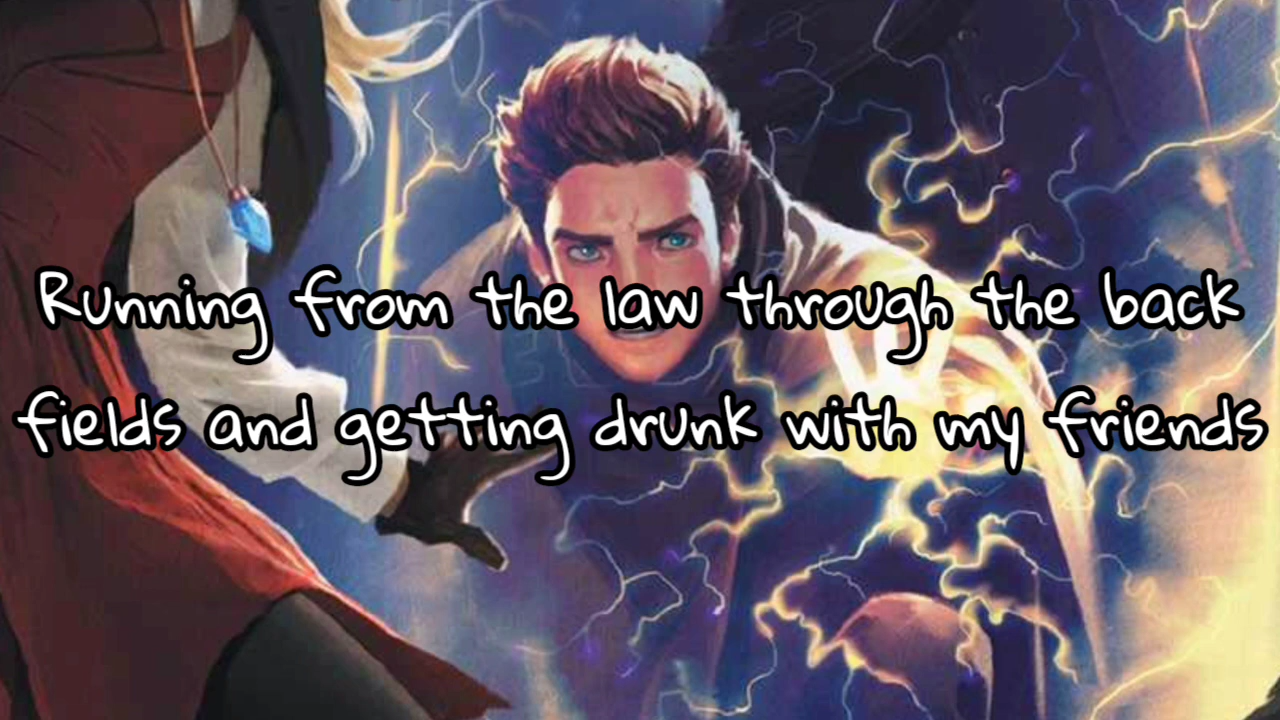 Running from the law through the back
fields and getting drunk with my friends